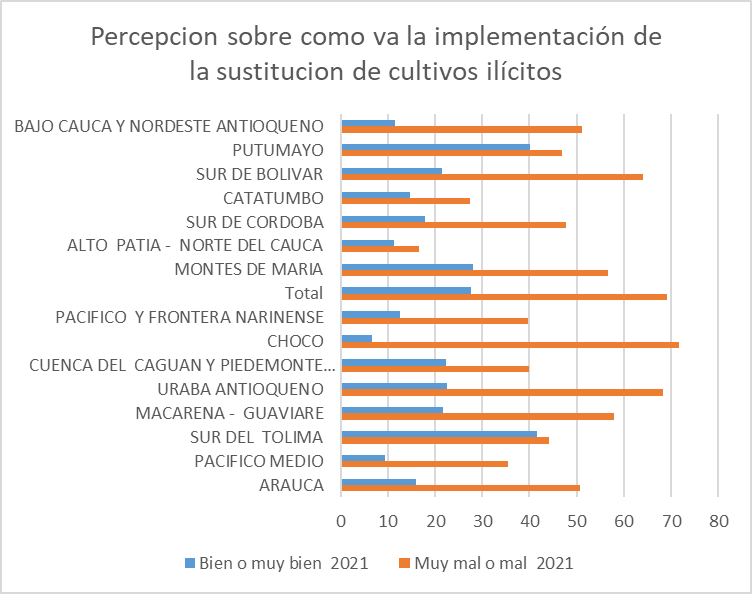 Percepcion sobre como va la implementación de
la sustitucion de cultivos ilícitos
BAJO CAUCA Y NORDESTE ANTIOQUENO
PUTUMAYO
SUR DE BOLIVAR
CATATUMBO
SUR DE CORDOBA
ALTO PATIA - NORTE DEL CAUCA
MONTES DE MARIA
Total
PACIFICO Y FRONTERA NARINENSE
CHOCO
CUENCA DEL CAGUAN Y PIEDEMONTE...
URABA ANTIOQUENO
MACARENA - GUAVIARE
SUR DEL TOLIMA
PACIFICO MEDIO
ARAUCA
0 10 20 30 40 50 60 70 80
Bien o muy bien 2021 Muy mal o mal 2021